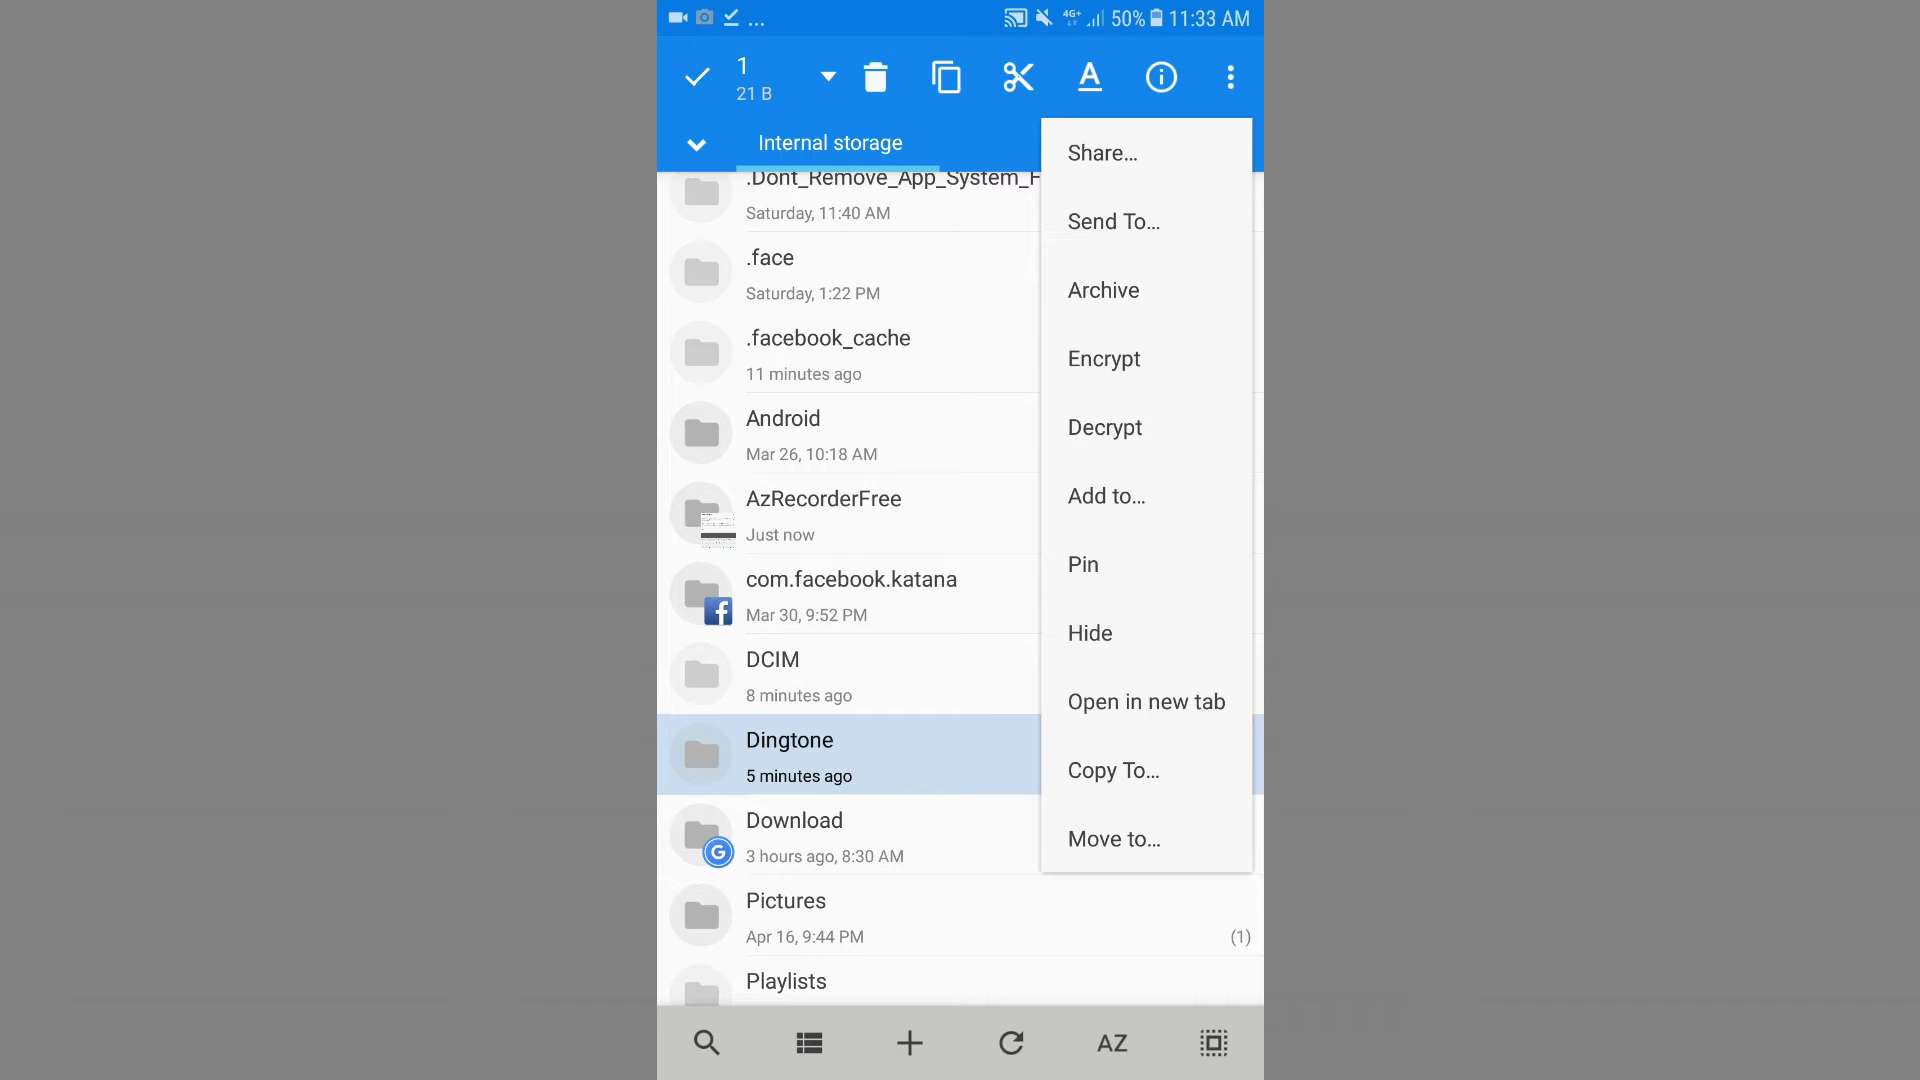 ...
4G+ 50% 11:33 AM
1
21 B
A
Internal storage
Share...
Send To...
Archive
Encrypt
Decrypt
Add to...
Pin
Hide
Open in new tab
Copy To...
Move to...
.Dont_Remove_App_System_F
Saturday, 11:40 AM
.face
Saturday, 1:22 PM
.facebook_cache
11 minutes ago
Android
Mar 26, 10:18 AM
AzRecorderFree
Just now
com.facebook.katana
f
Mar 30, 9:52 PM
DCIM
8 minutes ago
Dingtone
5 minutes ago
Download
G
3 hours ago, 8:30 AM
Pictures
Apr 16, 9:44 PM
(1)
Playlists
AZ